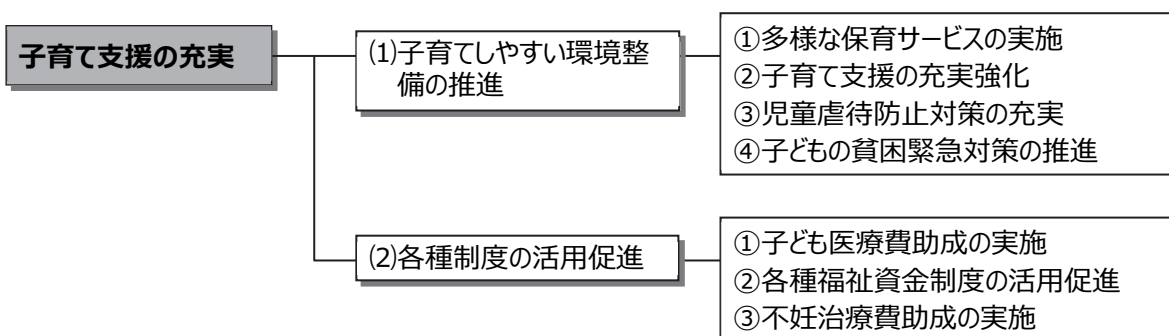 子育て支援の充実
⑴子育てしやすい環境整
備の推進
①多様な保育サービスの実施
②子育て支援の充実強化
③児童虐待防止対策の充実
④子どもの貧困緊急対策の推進
⑵各種制度の活用促進
①子ども医療費助成の実施
②各種福祉資金制度の活用促進
③不妊治療費助成の実施